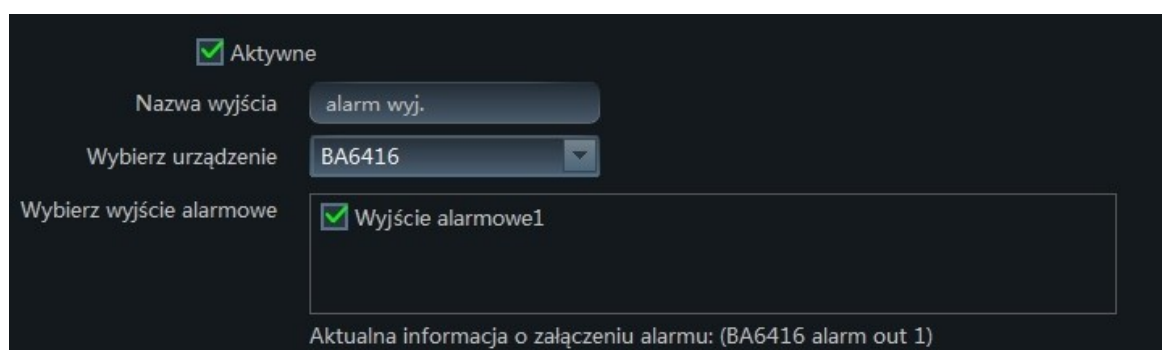 Aktywne
Nazwa wyjścia alarm wyj.
Wybierz urządzenie BA6416
Wybierz wyjście alarmowe Wyjście alarmowe1
Aktualna informacja o załączeniu alarmu: (BA6416 alarm out 1)